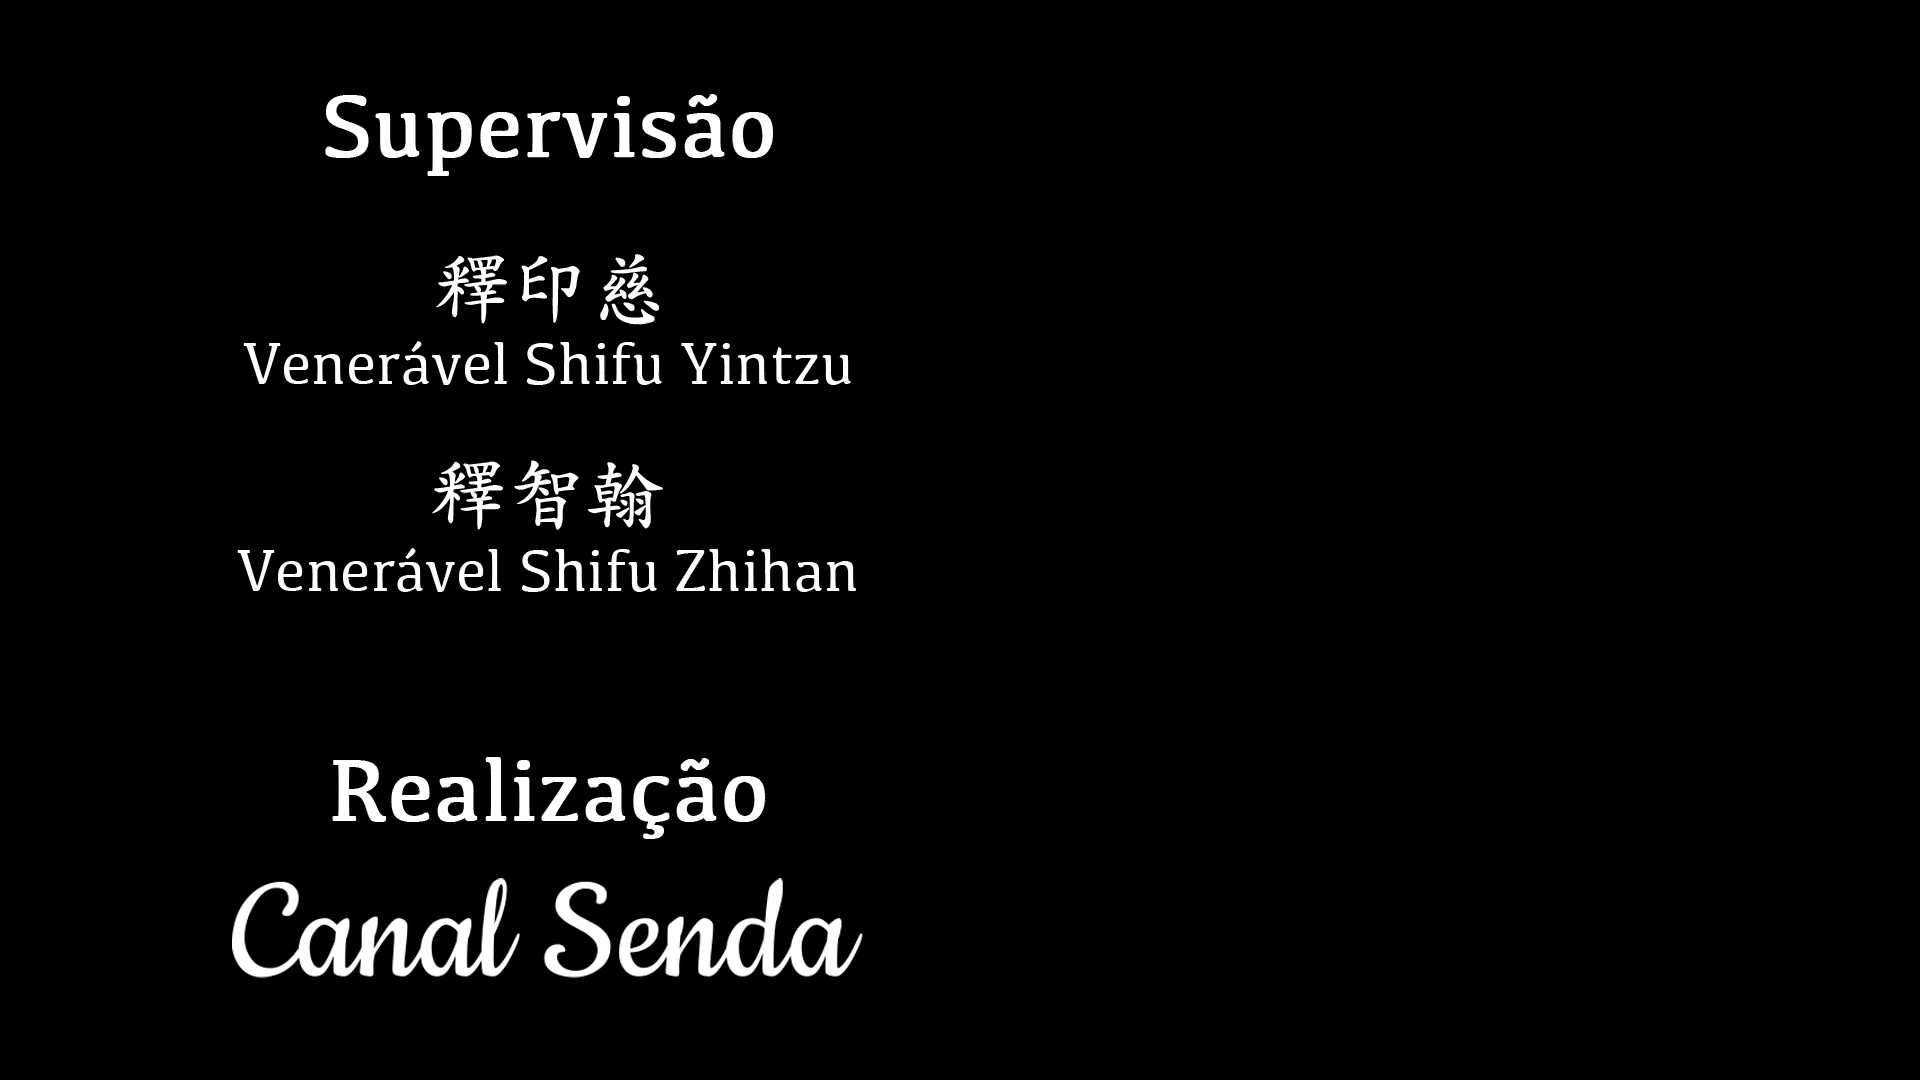 Supervisão
釋印慈
Venerável Shifu Yintzu
釋智翰
Venerável Shifu Zhihan
Realização
Canal Senda